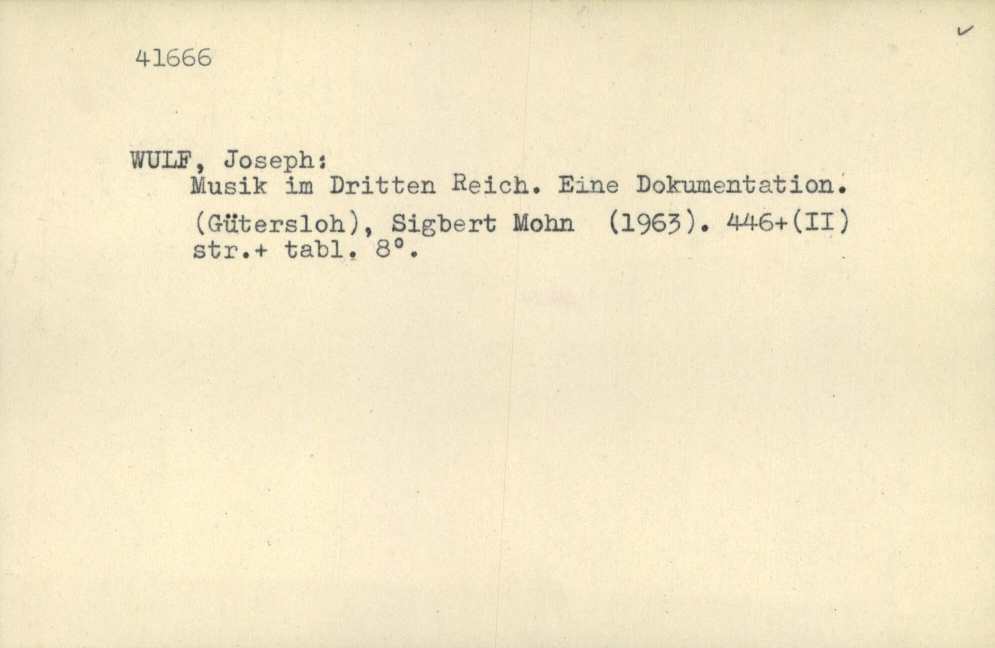 41666
WULF, Joseph:
Musik im Dritten Reich. Eine Dokumentation.
(Gütersloh), Sigbert Mohn (1963). 446+(II)
str.+ tabl. 8°.